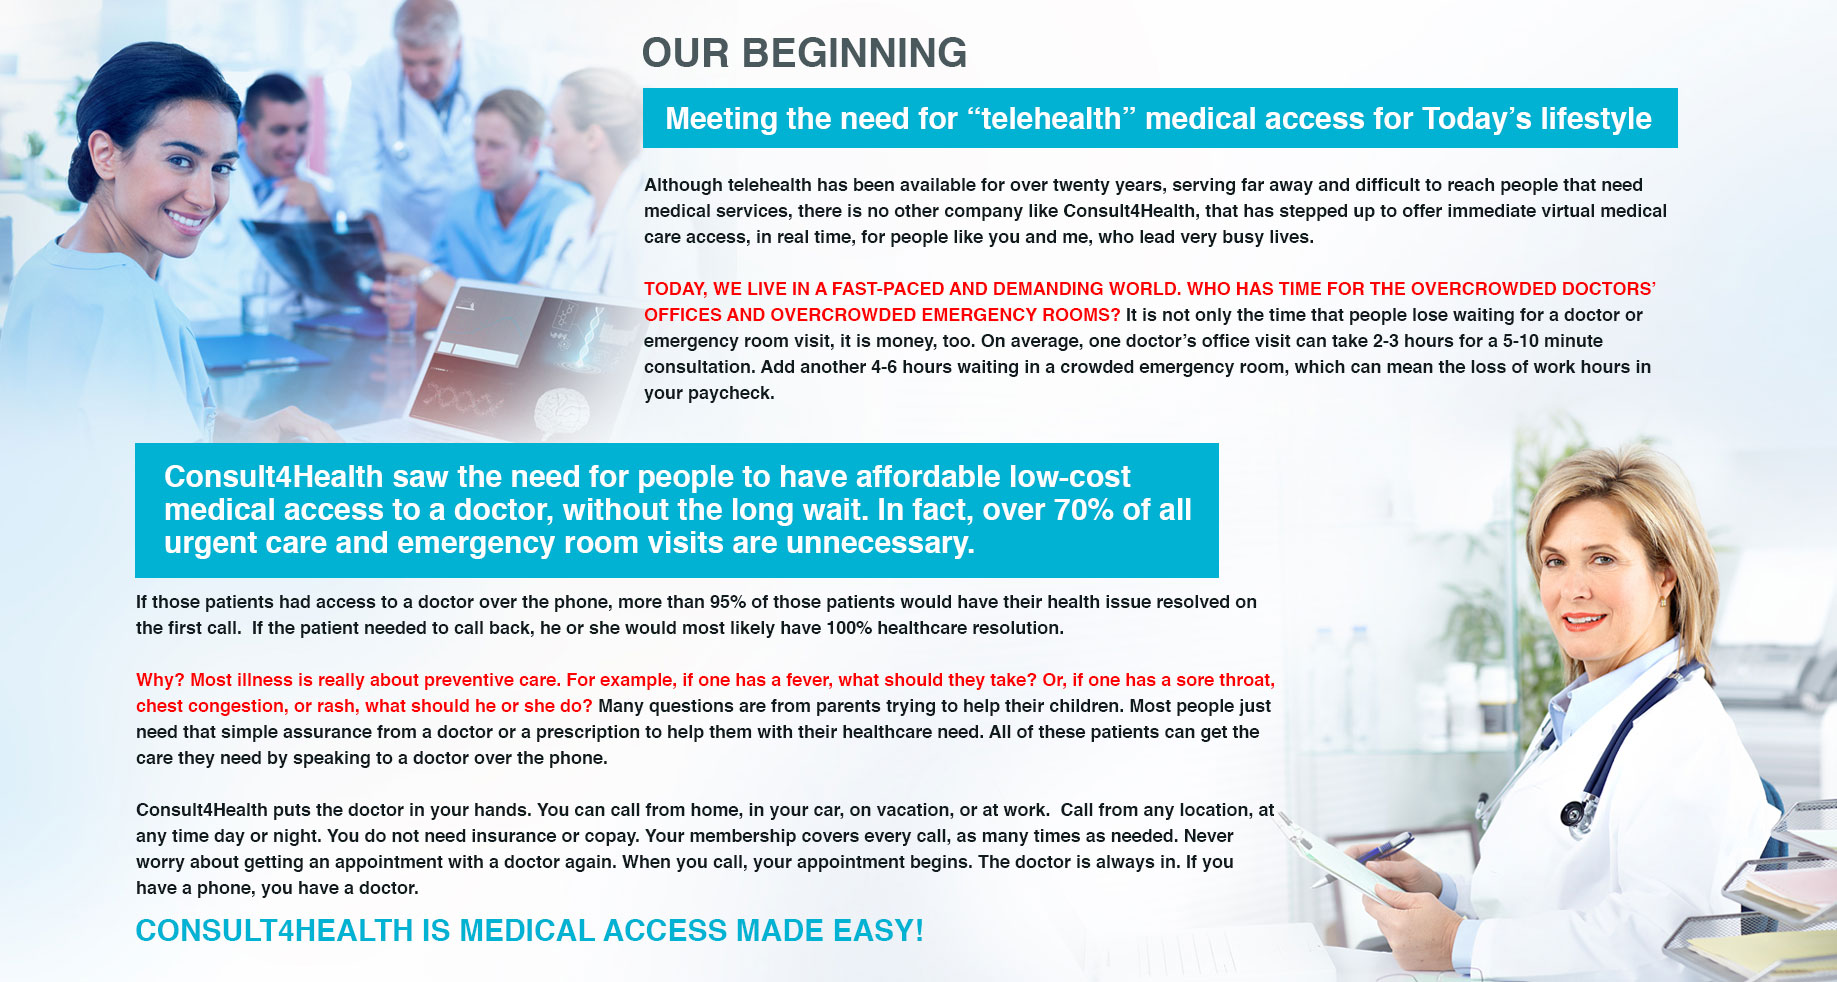 OUR BEGINNING
Meeting the need for “telehealth” medical access for Today’s lifestyle
Although telehealth has been available for over twenty years, serving far away and difficult to reach people that need
medical services, there is no other company like Consult4Health, that has stepped up to offer immediate virtual medical
care access, in real time, for people like you and me, who lead very busy lives.
TODAY, WE LIVE IN A FAST-PACED AND DEMANDING WORLD. WHO HAS TIME FOR THE OVERCROWDED DOCTORS’
OFFICES AND OVERCROWDED EMERGENCY ROOMS? It is not only the time that people lose waiting for a doctor or
emergency room visit, it is money, too. On average, one doctor’s office visit can take 2-3 hours for a 5-10 minute
consultation. Add another 4-6 hours waiting in a crowded emergency room, which can mean the loss of work hours in
your paycheck.
Consult4Health saw the need for people to have affordable low-cost
medical access to a doctor, without the long wait. In fact, over 70% of all
urgent care and emergency room visits are unnecessary.
If those patients had access to a doctor over the phone, more than 95% of those patients would have their health issue resolved on
the first call.  If the patient needed to call back, he or she would most likely have 100% healthcare resolution.
Why? Most illness is really about preventive care. For example, if one has a fever, what should they take? Or, if one has a sore throat,
chest congestion, or rash, what should he or she do? Many questions are from parents trying to help their children. Most people just
need that simple assurance from a doctor or a prescription to help them with their healthcare need. All of these patients can get the
care they need by speaking to a doctor over the phone.
Consult4Health puts the doctor in your hands. You can call from home, in your car, on vacation, or at work.  Call from any location, at
any time day or night. You do not need insurance or copay. Your membership covers every call, as many times as needed. Never
worry about getting an appointment with a doctor again. When you call, your appointment begins. The doctor is always in. If you
have a phone, you have a doctor.
CONSULT4HEALTH IS MEDICAL ACCESS MADE EASY!